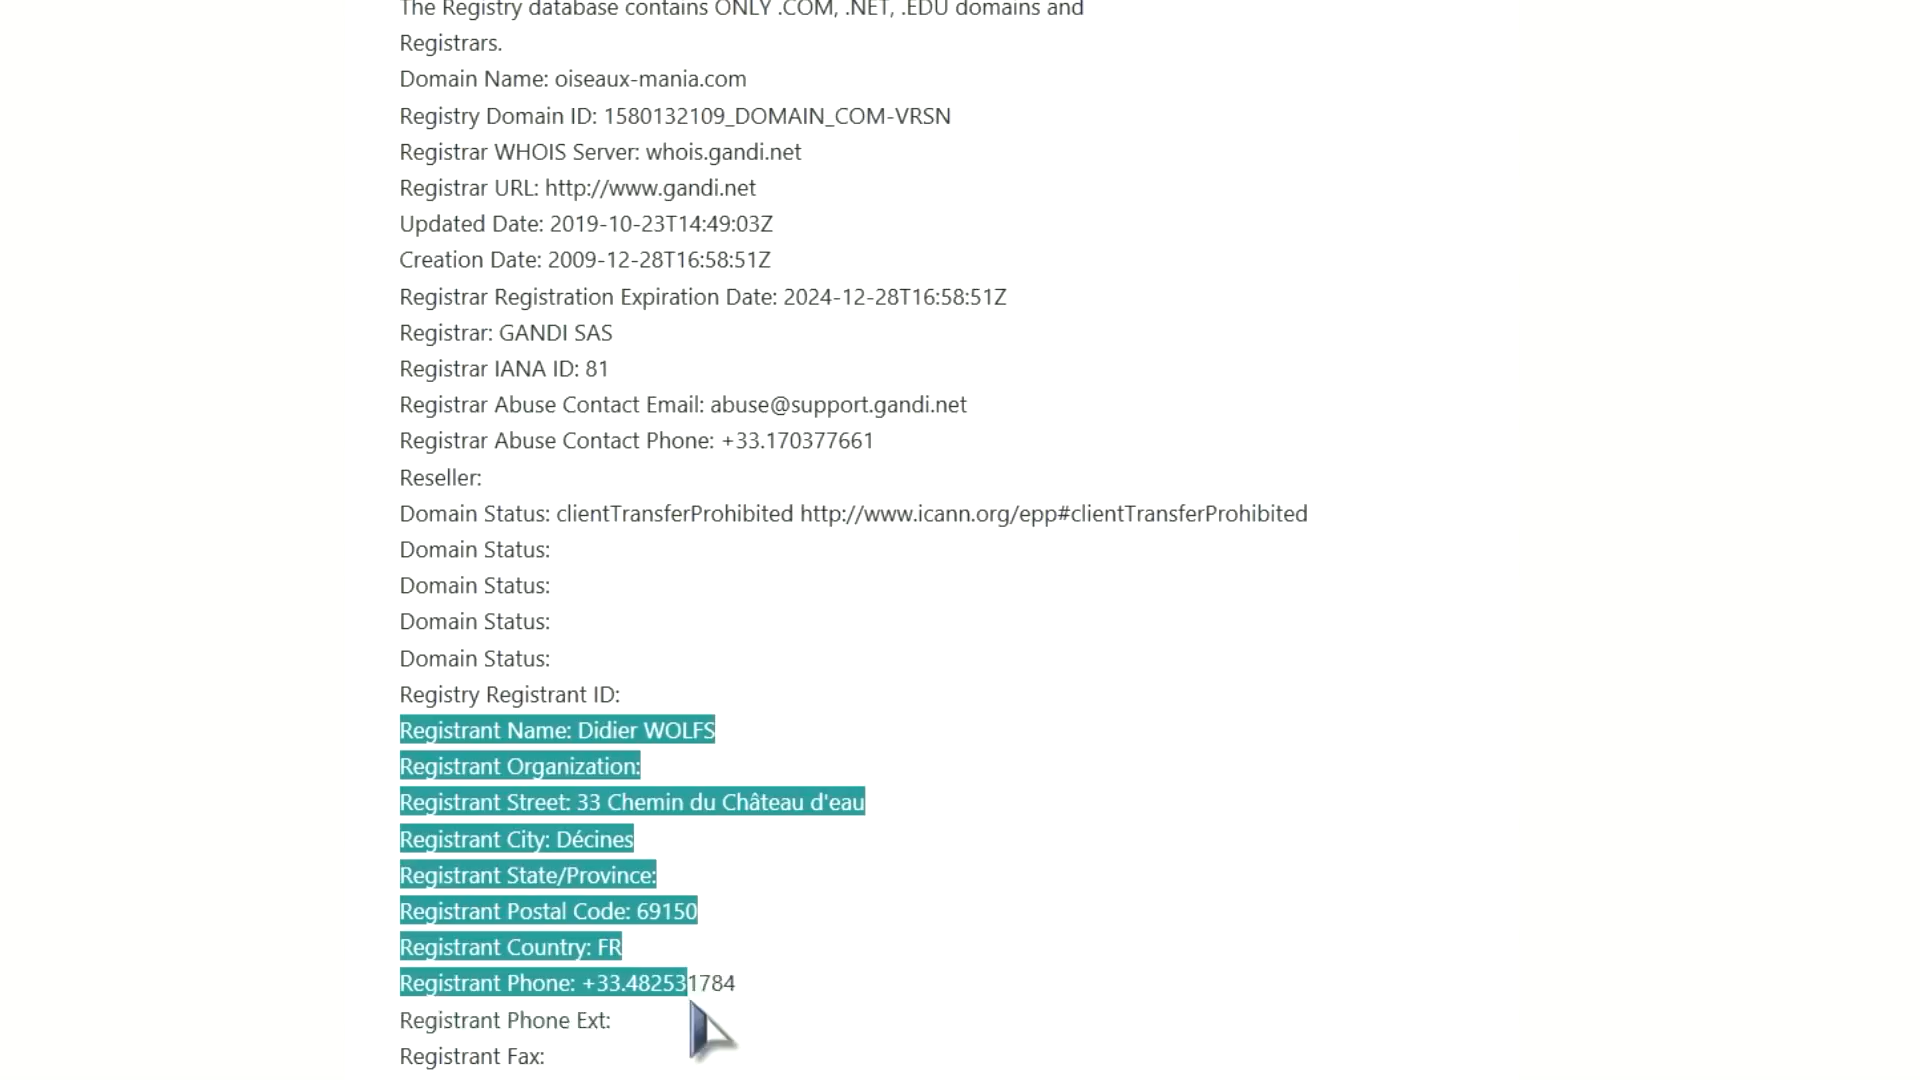 The Registry database contains ONLY .COM, .NET, .EDU domains and
Registrars.
Domain Name: oiseaux-mania.com
Registry Domain ID: 1580132109_DOMAIN_COM-VRSN
Registrar WHOIS Server: whois.gandi.net
Registrar URL: http://www.gandi.net
Updated Date: 2019-10-23T14:49:03Z
Creation Date: 2009-12-28T16:58:51Z
Registrar Registration Expiration Date: 2024-12-28T16:58:51Z
Registrar: GANDI SAS
Registrar IANA ID: 81
Registrar Abuse Contact Email: abuse@support.gandi.net
Registrar Abuse Contact Phone: +33.170377661
Reseller:
Domain Status: clientTransferProhibited http://www.icann.org/epp#clientTransferProhibited
Domain Status:
Domain Status:
Domain Status:
Domain Status:
Registry Registrant ID:
Registrant Name: Didier WOLFS
Registrant Organization:
Registrant Street: 33 Chemin du Château d'eau
Registrant City: Décines
Registrant State/Province:
Registrant Postal Code: 69150
Registrant Country: FR
Registrant Phone: +33.482531784
Registrant Phone Ext:
Registrant Fax: